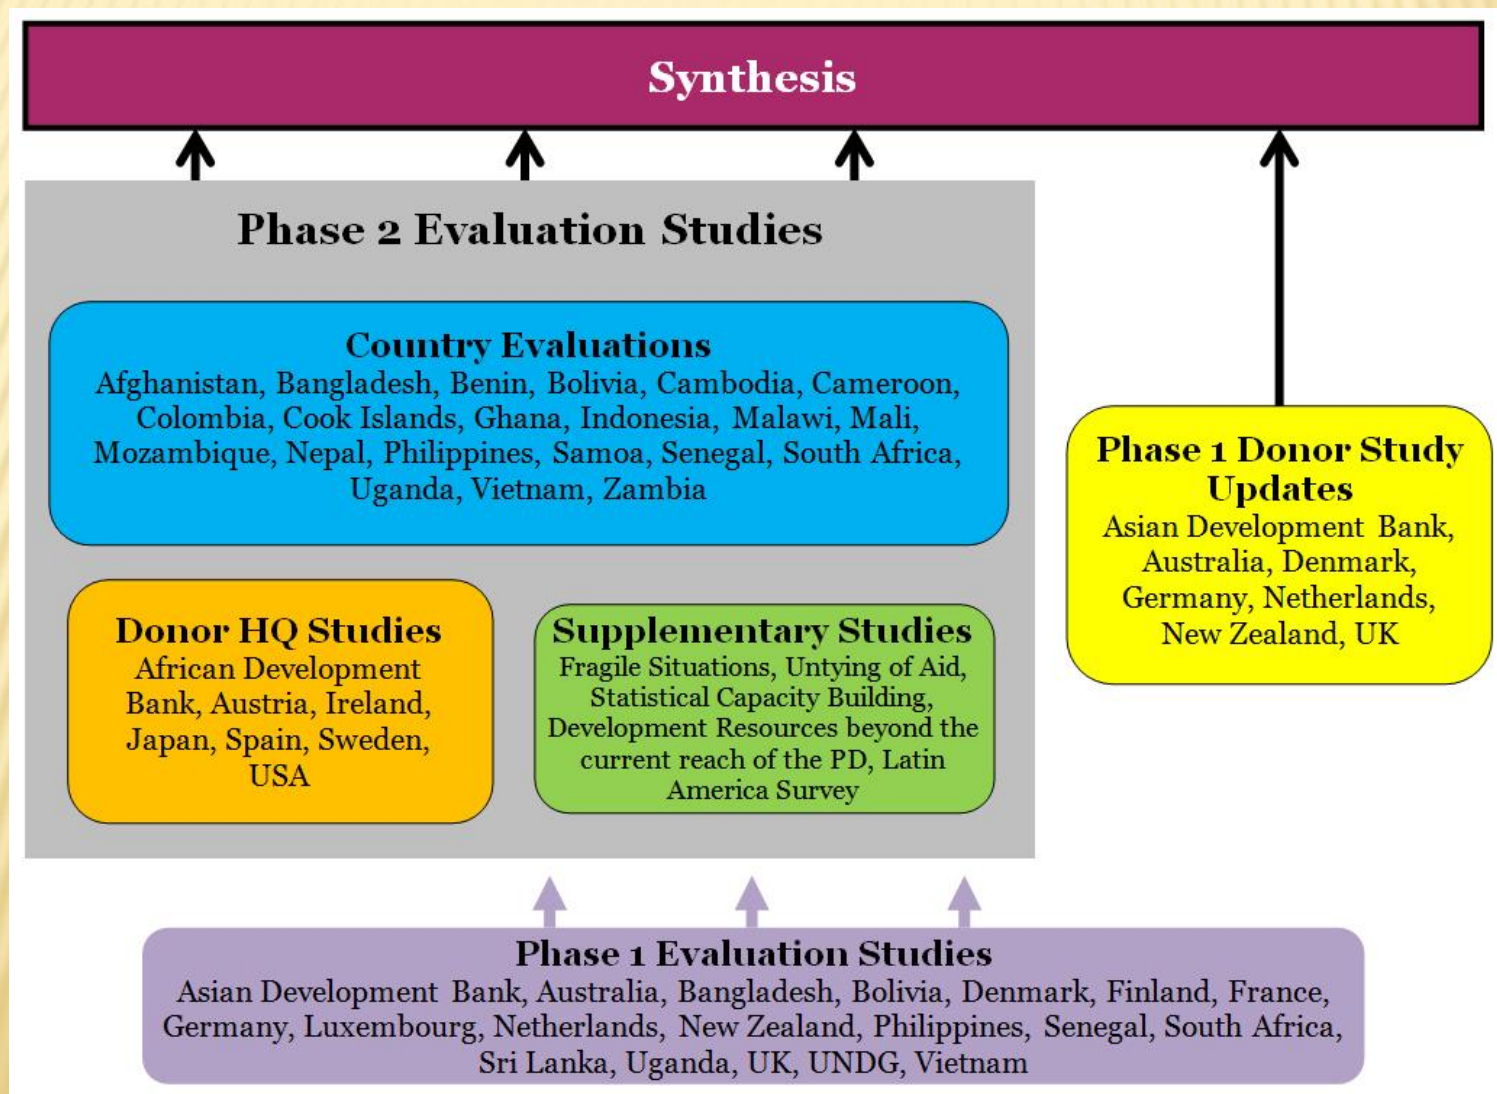 Synthesis
Phase 2 Evaluation Studies
Country Evaluations
Afghanistan, Bangladesh, Benin, Bolivia, Cambodia, Cameroon,
Colombia, Cook Islands, Ghana, Indonesia, Malawi, Mali,
Mozambique, Nepal, Philippines, Samoa, Senegal, South Africa,
Uganda, Vietnam, Zambia
Donor HQ Studies
African Development
Bank, Austria, Ireland,
Japan, Spain, Sweden,
USA
Supplementary Studies
Fragile Situations, Untying of Aid,
Statistical Capacity Building,
Development Resources beyond the
current reach of the PD, Latin
America Survey
Phase 1 Donor Study
Updates
Asian Development Bank,
Australia, Denmark,
Germany, Netherlands,
New Zealand, UK
Phase 1 Evaluation Studies
Asian Development Bank, Australia, Bangladesh, Bolivia, Denmark, Finland, France,
Germany, Luxembourg, Netherlands, New Zealand, Philippines, Senegal, South Africa,
Sri Lanka, Uganda, UK, UNDG, Vietnam